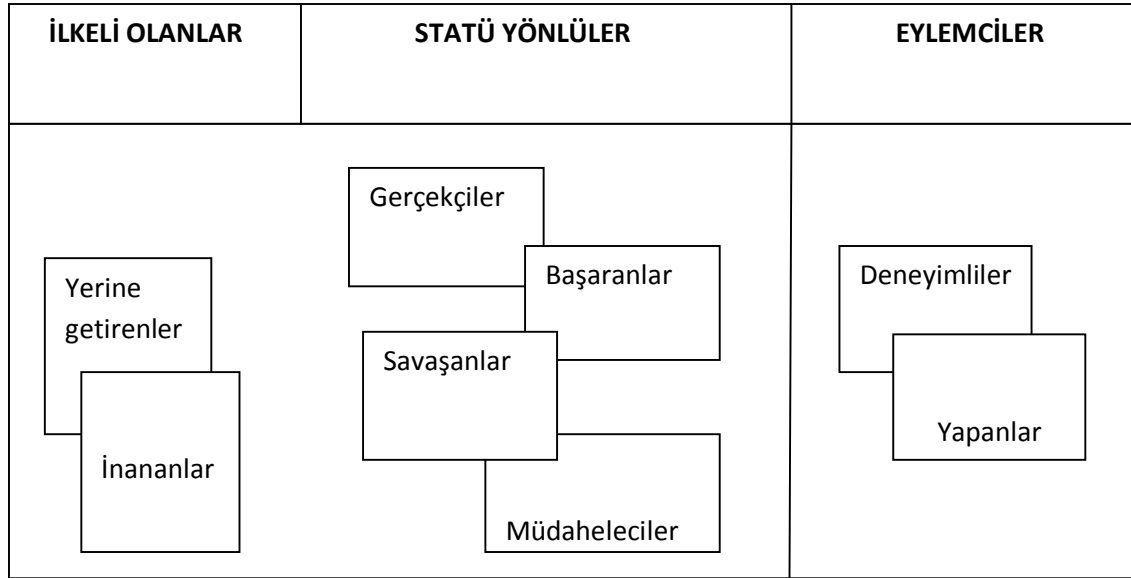 İLKELİ OLANLAR
STATÜ YÖNLÜLER
EYLEMCİLER
Yerine
getirenler
İnananlar
Gerçekçiler
Başaranlar
Savaşanlar
Müdaheleciler
Deneyimliler
Yapanlar